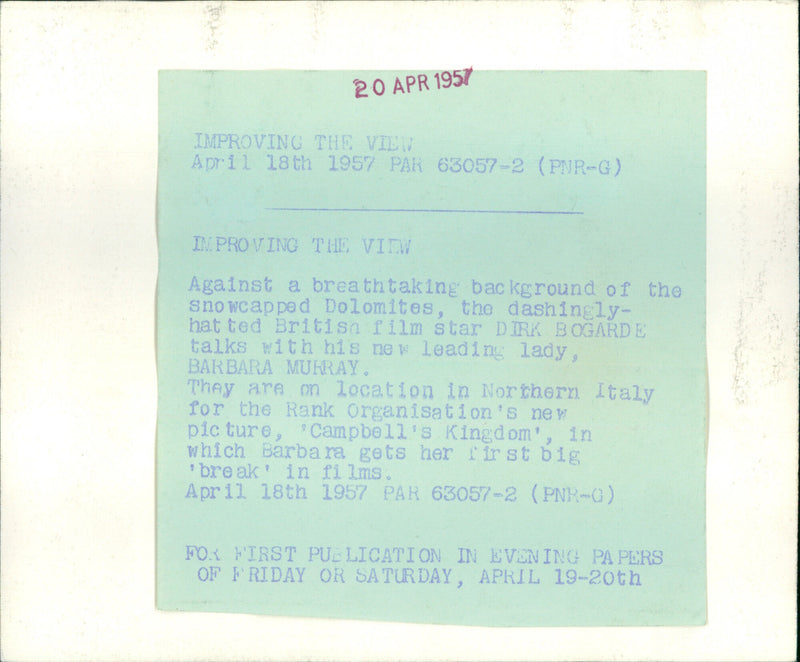 20 APR 1957
IMPROVING THE VIEW
April 18th 1957 PAR 63057-2 (PNR-G)
IMPROVING THE VIEW
Against a breathtaking background of the
snowcapped Dolomites, the dashingly-
hatted British film star DIRK BOGARDE
talks with his new leading lady,
BARBARA MURRAY.
They are on location in Northern Italy
for the Rank Organisation's new
picture, 'Campbell's Kingdom', in
which Barbara gets her first big
'break' in films.
April 18th 1957 PAR 63057-2 (PNR-G)
FOR FIRST PUBLICATION IN EVENING PAPERS
OF FRIDAY OR SATURDAY, APRIL 19-20th